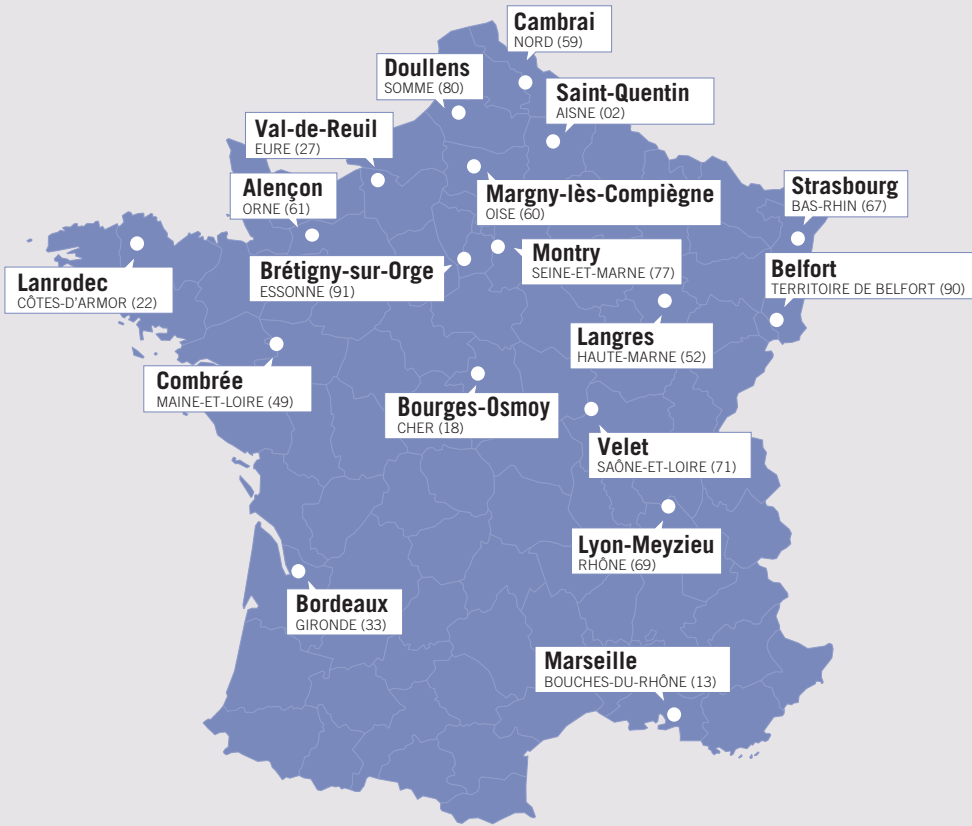 Cambrai
NORD (59)
Doullens
SOMME (80)
Saint-Quentin
AISNE (02)
Val-de-Reuil
EURE (27)
Alençon
ORNE (61)
Margny-lès-Compiègne
OISE (60)
Strasbourg
BAS-RHIN (67)
Lanrodec
CÔTES-D'ARMOR (22)
Brétigny-sur-Orge
ESSONNE (91)
Montry
SEINE-ET-MARNE (77)
Belfort
TERRITOIRE DE BELFORT (90)
Langres
HAUTE-MARNE (52)
Combrée
MAINE-ET-LOIRE (49)
Bourges-Osmoy
CHER (18)
Velet
SAÔNE-ET-LOIRE (71)
Lyon-Meyzieu
RHÔNE (69)
Bordeaux
GIRONDE (33)
Marseille
BOUCHES-DU-RHÔNE (13)